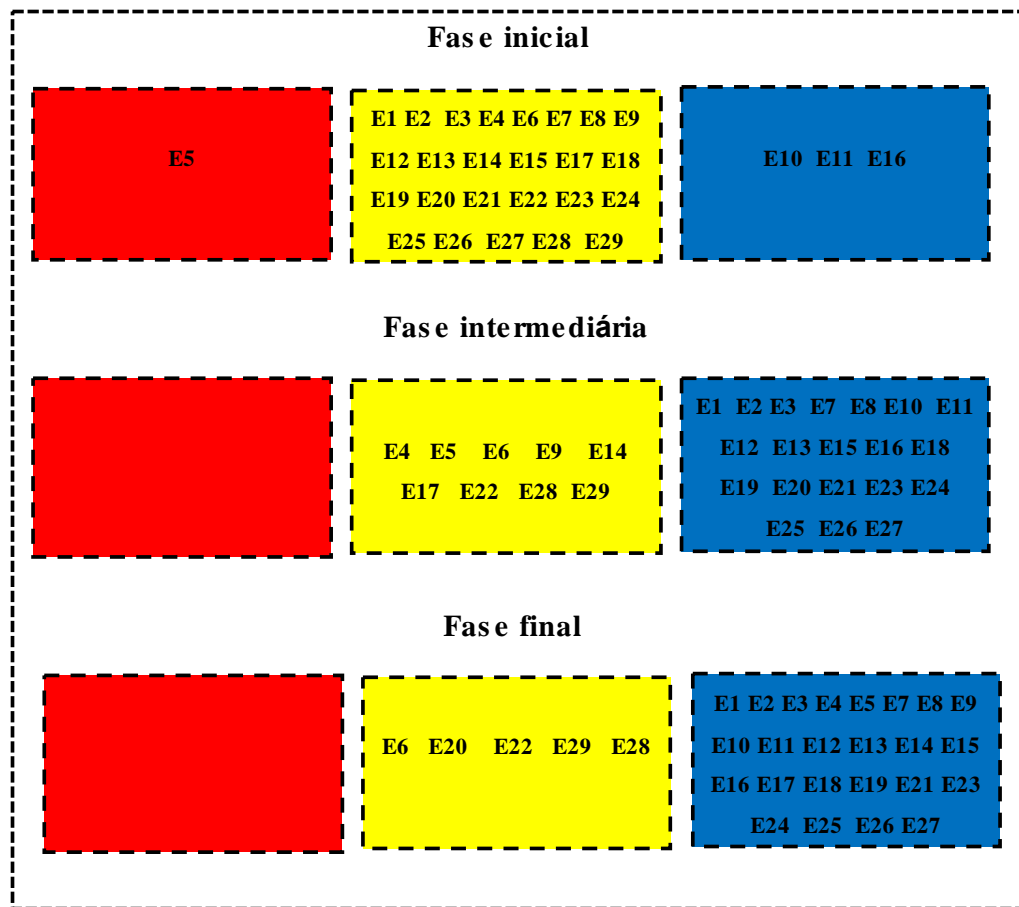 Fase inicial
E5
E1 E2 E3 E4 E6 E7 E8 E9
E12 E13 E14 E15 E17 E18
E19 E20 E21 E22 E23 E24
E25 E26 E27 E28 E29
E10 E11 E16
Fase intermediária
E4 E5 E6 E9 E14
E17 E22 E28 E29
E1 E2 E3 E7 E8 E10 E11
E12 E13 E15 E16 E18
E19 E20 E21 E23 E24
E25 E26 E27
Fase final
E6 E20 E22 E29 E28
E1 E2 E3 E4 E5 E7 E8 E9
E10 E11 E12 E13 E14 E15
E16 E17 E18 E19 E21 E23
E24 E25 E26 E27